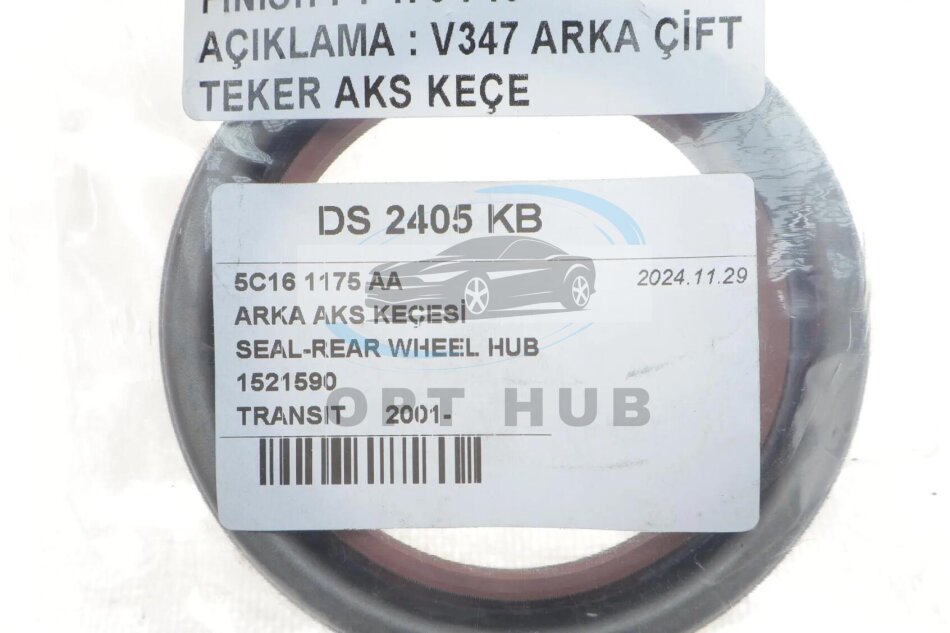 AÇIKLAMA : V347 ARKA ÇİFT
TEKER AKS KEÇE
DS 2405 KB
5C16 1175 AA
2024.11.29
ARKA AKS KEÇESİ
SEAL-REAR WHEEL HUB
1521590
TRANSIT 2001-
OPT HUB